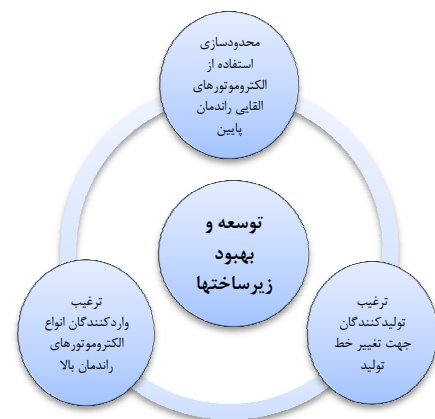 محدودسازی
استفاده از
الکتروموتورهای
القایی راندمان
پایین
توسعه و
بهبود
زیرساختها
ترغیب
تولیدکنندگان
جهت تغییر خط
تولید
ترغیب
واردکنندگان انواع
الکتروموتورهای
راندمان بالا